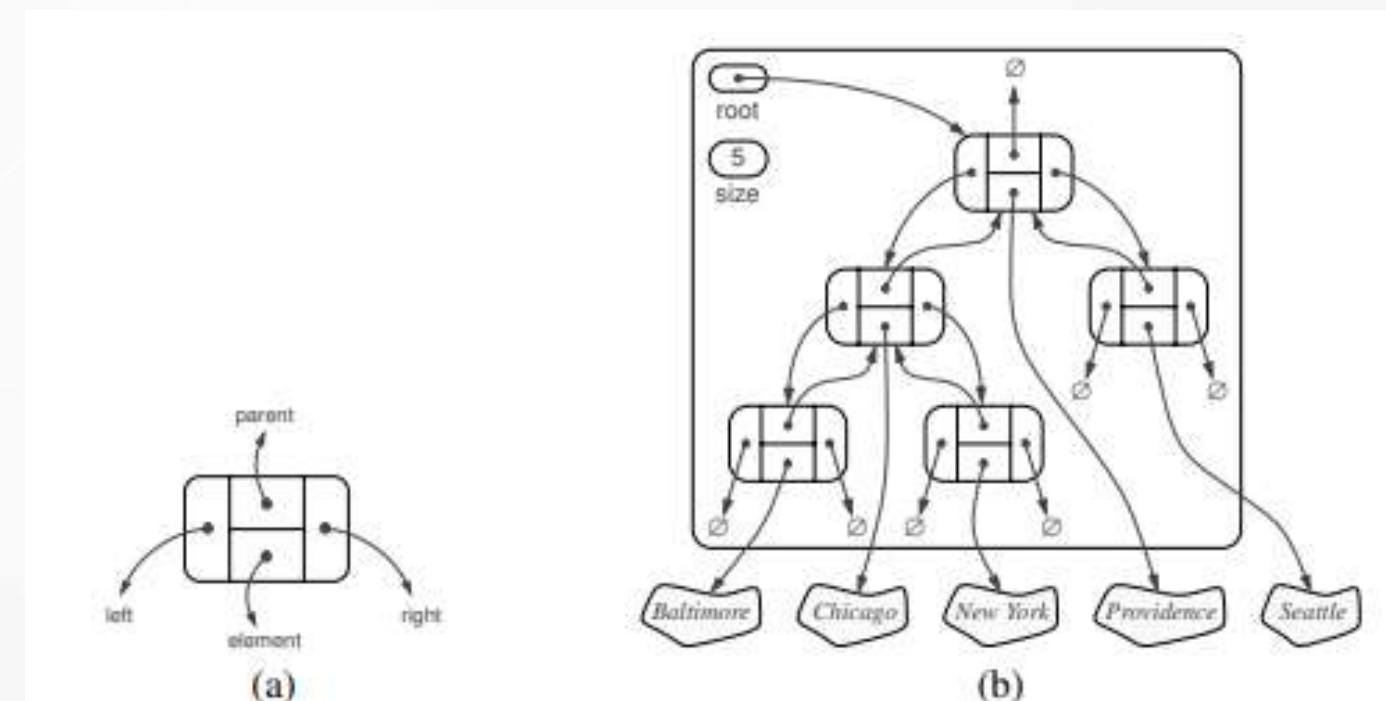 parent
left
right
element
(a)
root
5
size
∅
∅
∅
∅
∅
∅
∅
Baltimore
Chicago
New York
Providence
Seattle
(b)